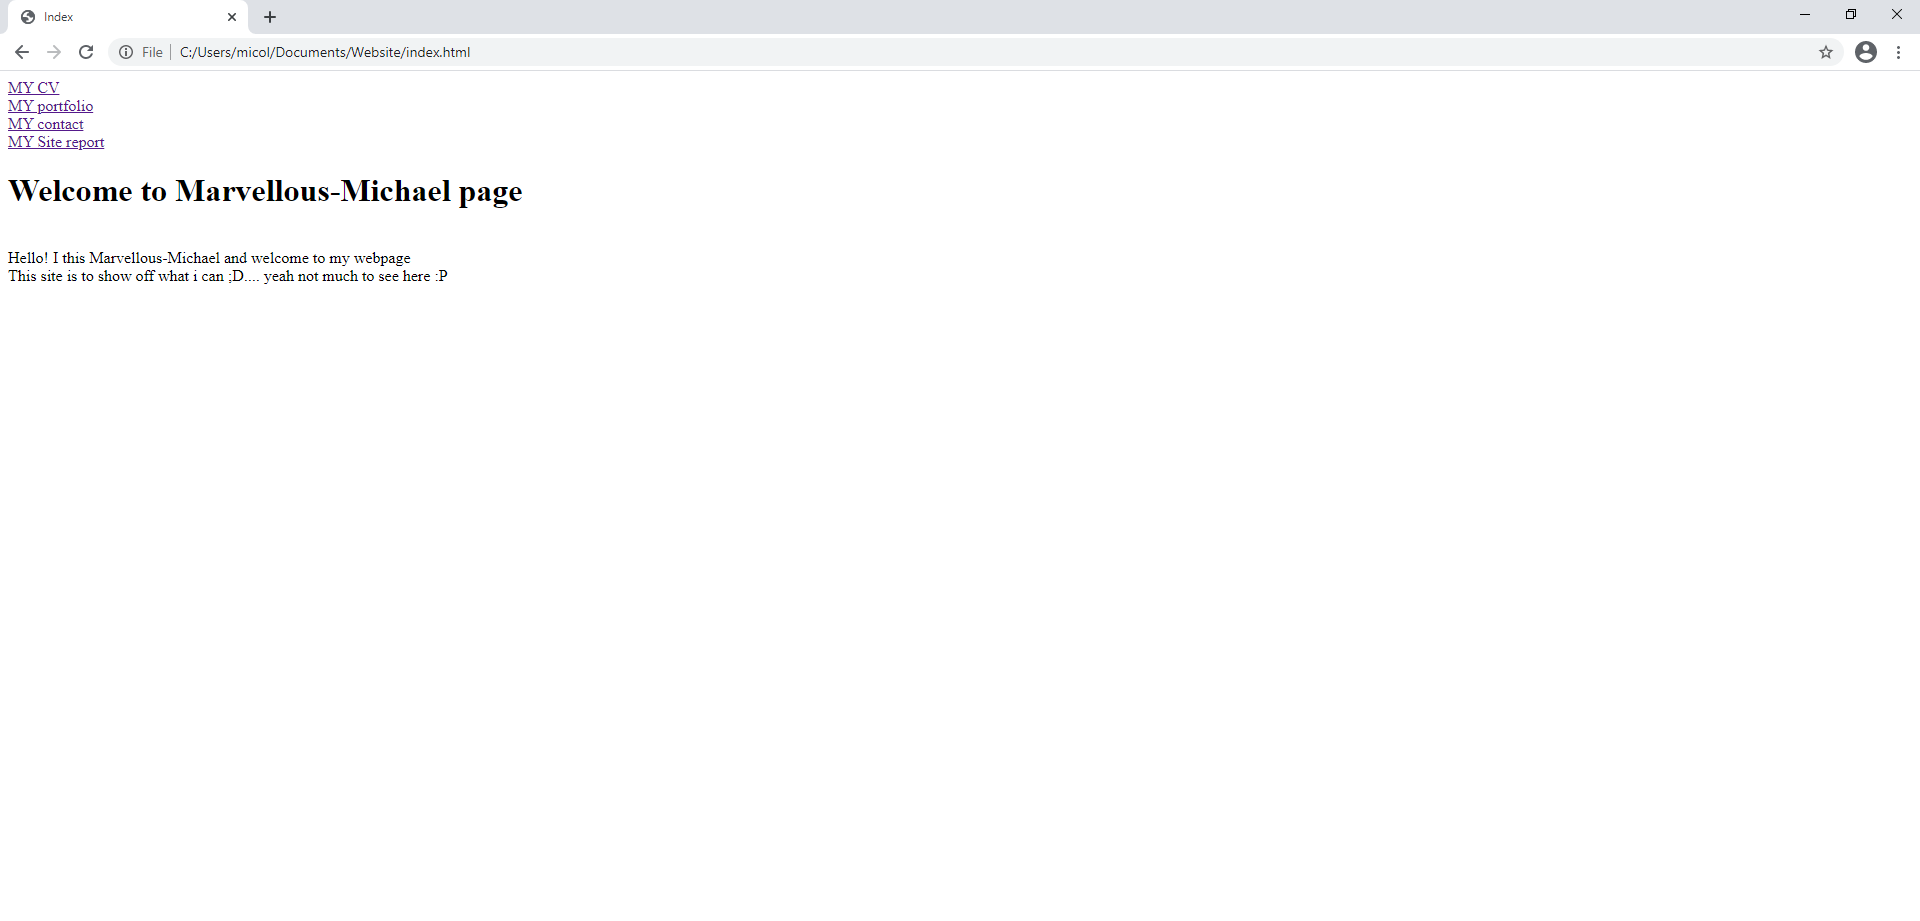 Index
File
C:/Users/micol/Documents/Website/index.html
MY CV
MY portfolio
MY contact
MY Site report
Welcome to Marvellous-Michael page
Hello! I this Marvellous-Michael and welcome to my webpage
This site is to show off what i can ;D.... yeah not much to see here :P